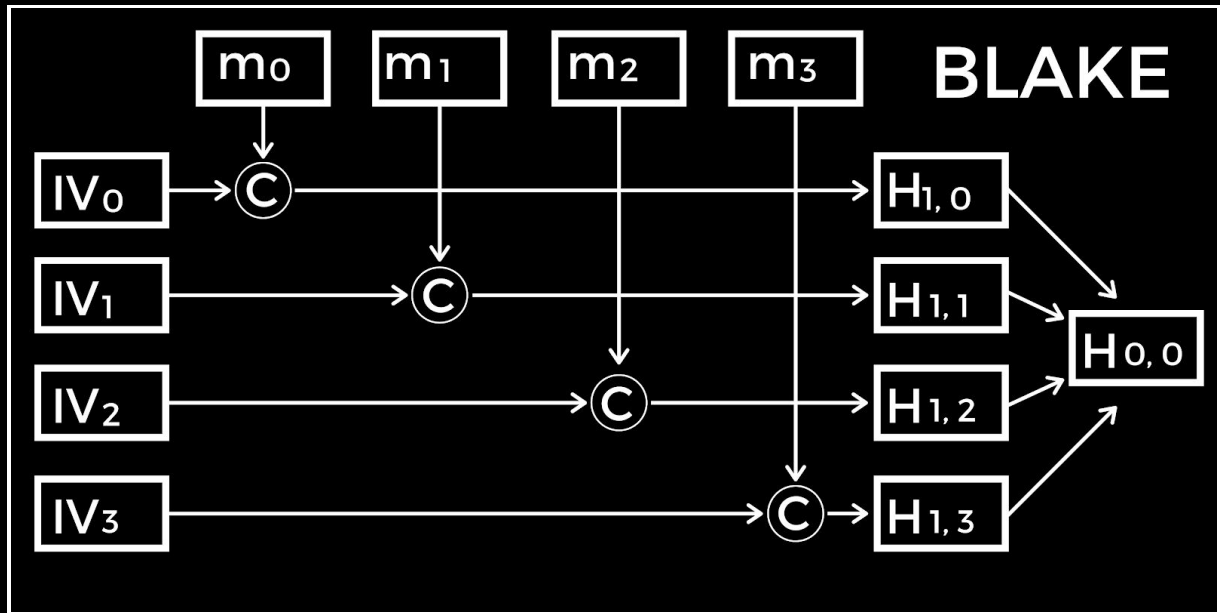 m0 m1 m2 m3 BLAKE
IV0 C H1,0
IV1 C H1,1
H0,0
IV2 C H1,2
IV3 C H1,3